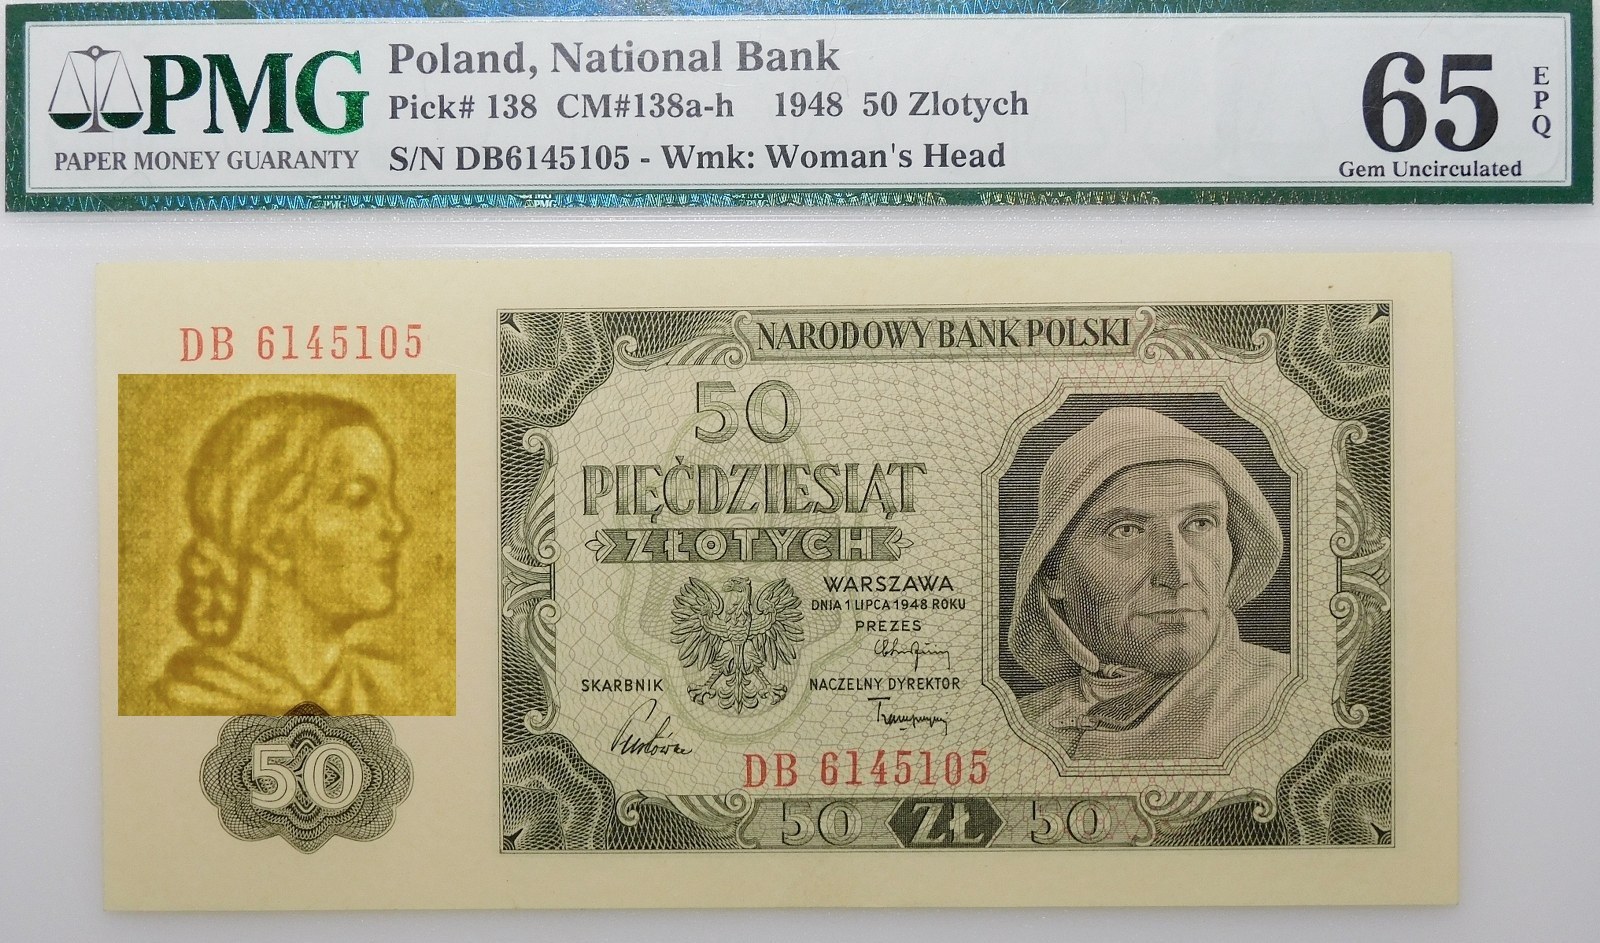 PMG
PAPER MONEY GUARANTY
Poland, National Bank
Pick# 138 CM#138a-h 1948 50 Zlotych
S/N DB6145105 - Wmk: Woman's Head
65
EPQ
Gem Uncirculated
DB 6145105
50
NARODOWY BANK POLSKI
50
PIĘĆDZIESIĄT
ZŁOTYCH
WARSZAWA
DNIA 1 LIPCA 1948 ROKU
PREZES
SKARBNIK
NACZELNY DYREKTOR
DB 6145105
50 ZŁ 50